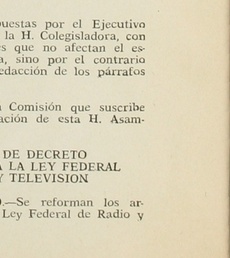 uestas por el Ejecutivo
la H. Colegisladora, con
s que no afectan el es-
a, sino por el contrario
edacción de los párrafos
a Comisión que suscribe
ación de esta H. Asam-
DE DECRETO
A LA LEY FEDERAL
Y TELEVISION
O.—Se reforman los ar-
Ley Federal de Radio y